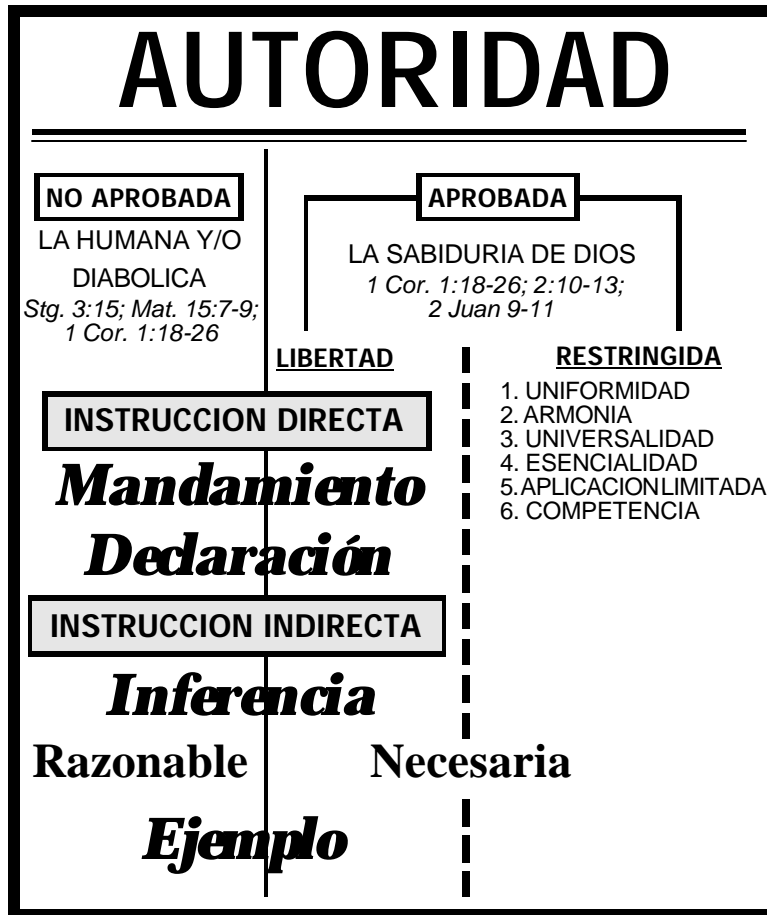 AUTORIDAD
NO APROBADA
LA HUMANA Y/O
DIABOLICA
Stg. 3:15; Mat. 15:7-9;
1 Cor. 1:18-26
APROBADA
LA SABIDURIA DE DIOS
1 Cor. 1:18-26; 2:10-13;
2 Juan 9-11
LIBERTAD
RESTRINGIDA
1. UNIFORMIDAD
2. ARMONIA
3. UNIVERSALIDAD
4. ESENCIALIDAD
5. APLICACION LIMITADA
6. COMPETENCIA
INSTRUCCION DIRECTA
Mandamiento
Declaración
INSTRUCCION INDIRECTA
Inferencia
Razonable Necesaria
Ejemplo